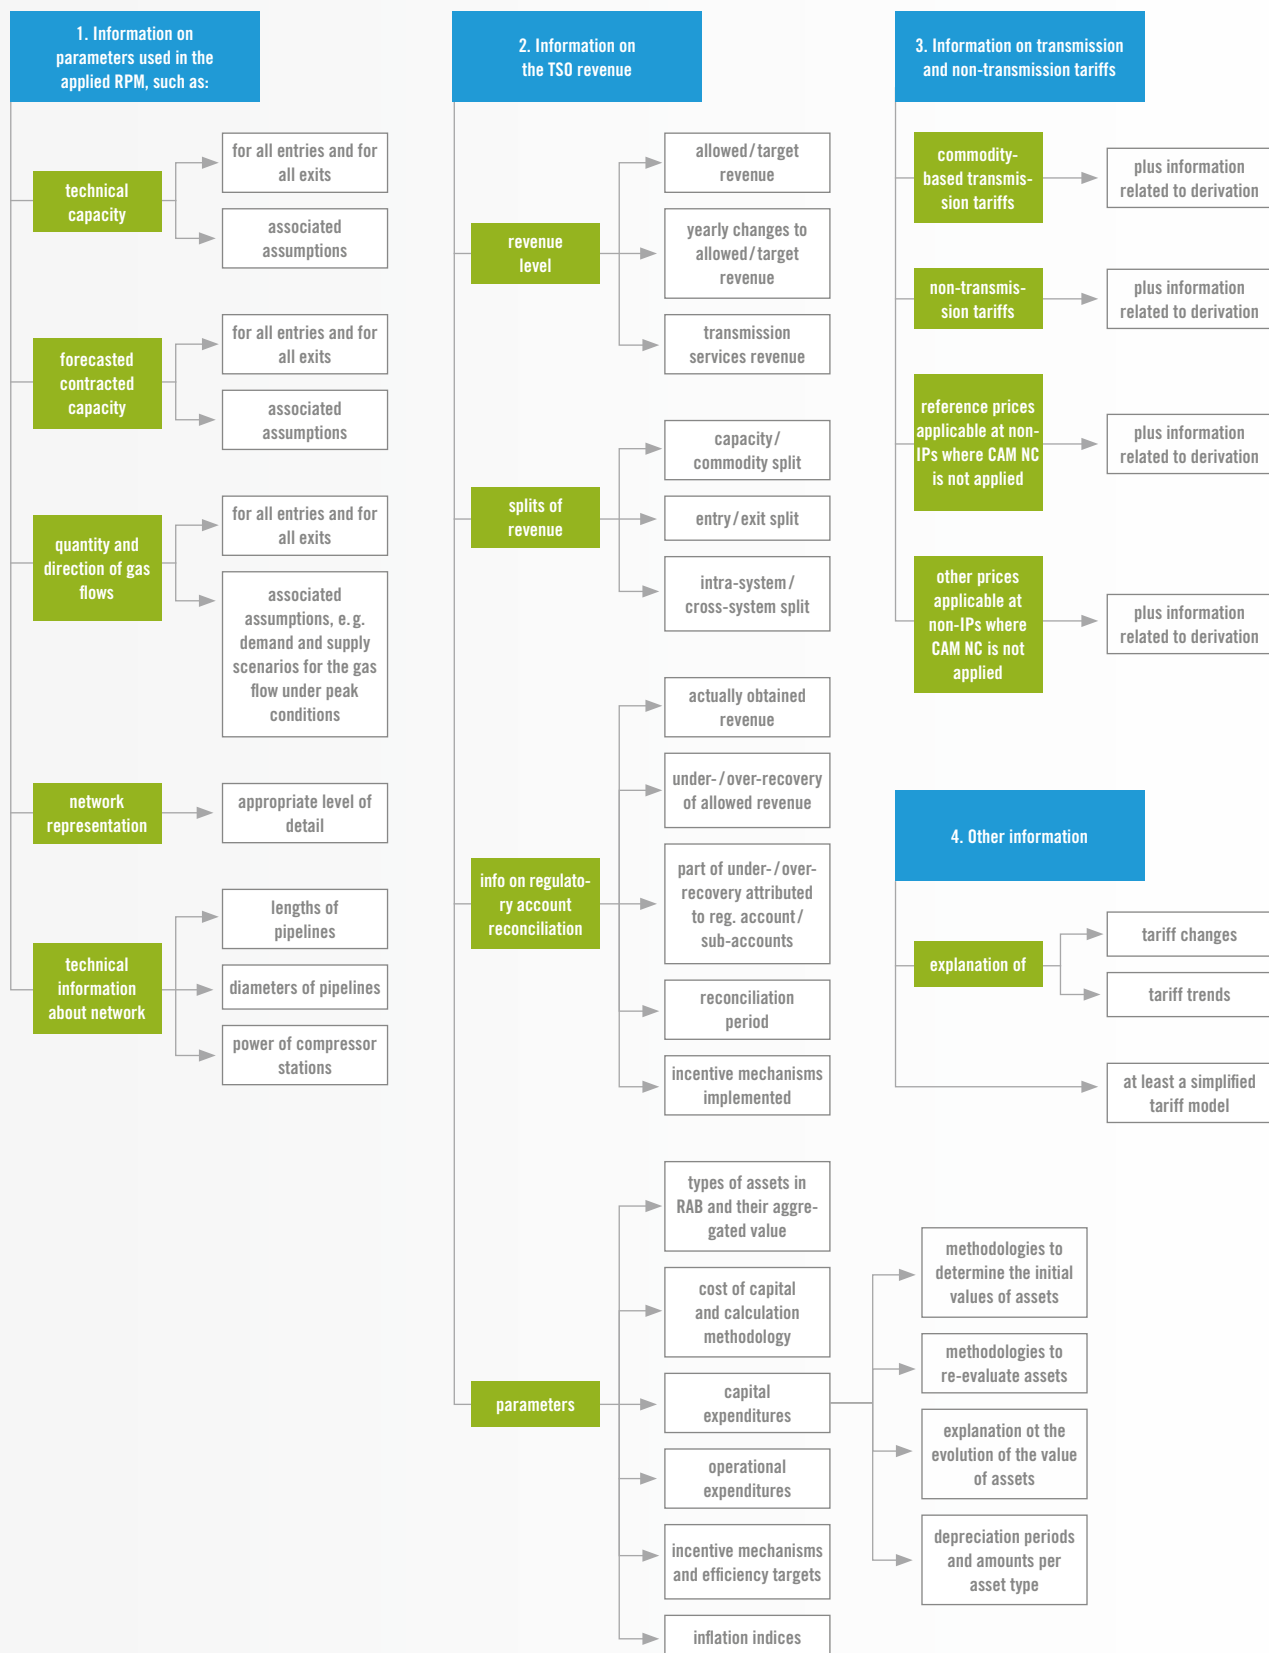 1. Information on
parameters used in the
applied RPM, such as:
technical
capacity
for all entries and for
all exits
associated
assumptions
forecasted
contracted
capacity
for all entries and for
all exits
associated
assumptions
quantity and
direction of gas
flows
for all entries and for
all exits
associated
assumptions, e. g.
demand and supply
scenarios for the gas
flow under peak
conditions
network
representation
appropriate level of
detail
technical
information
about network
lengths of
pipelines
diameters of pipelines
power of compressor
stations
2. Information on
the TSO revenue
revenue
level
allowed / target
revenue
yearly changes to
allowed / target
revenue
transmission
services revenue
splits of
revenue
capacity /
commodity split
entry / exit split
intra-system /
cross-system split
info on regulato-
ry account
reconciliation
actually obtained
revenue
under- / over-recovery
of allowed revenue
part of under- / over-
recovery attributed
to reg. account /
sub-accounts
reconciliation
period
incentive mechanisms
implemented
parameters
types of assets in
RAB and their aggre-
gated value
cost of capital
and calculation
methodology
capital
expenditures
methodologies to
determine the initial
values of assets
methodologies to
re-evaluate assets
explanation ot the
evolution of the value
of assets
depreciation periods
and amounts per
asset type
operational
expenditures
incentive mechanisms
and efficiency targets
inflation indices
3. Information on transmission
and non-transmission tariffs
commodity-
based transmis-
sion tariffs
plus information
related to derivation
non-transmis-
sion tariffs
plus information
related to derivation
reference prices
applicable at non-
IPs where CAM NC
is not applied
plus information
related to derivation
other prices
applicable at
non-IPs where
CAM NC is not
applied
plus information
related to derivation
4. Other information
explanation of
tariff changes
tariff trends
at least a simplified
tariff model